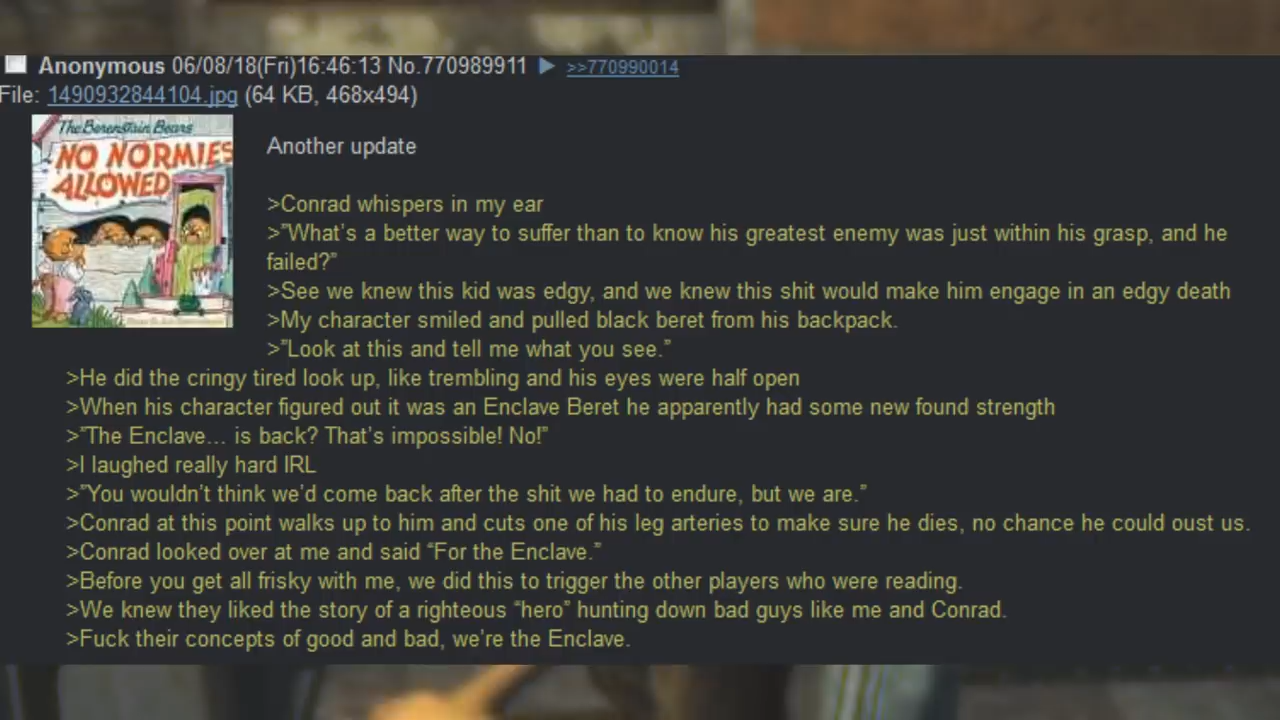 Anonymous 06/08/18(Fri)16:46:13 No.770989911 ▶ >>770990014
File: 1490932844104.jpg (64 KB, 468x494)
The Berenstain Bears
NO NORMIES
ALLOWED
Another update
>Conrad whispers in my ear
>"What's a better way to suffer than to know his greatest enemy was just within his grasp, and he
failed?"
>See we knew this kid was edgy, and we knew this shit would make him engage in an edgy death
>My character smiled and pulled black beret from his backpack.
>"Look at this and tell me what you see."
>He did the cringy tired look up, like trembling and his eyes were half open
>When his character figured out it was an Enclave Beret he apparently had some new found strength
>"The Enclave... is back? That's impossible! No!"
>I laughed really hard IRL
>"You wouldn't think we'd come back after the shit we had to endure, but we are."
>Conrad at this point walks up to him and cuts one of his leg arteries to make sure he dies, no chance he could oust us.
>Conrad looked over at me and said “For the Enclave.”
>Before you get all frisky with me, we did this to trigger the other players who were reading.
>We knew they liked the story of a righteous “hero” hunting down bad guys like me and Conrad.
>Fuck their concepts of good and bad, we're the Enclave.